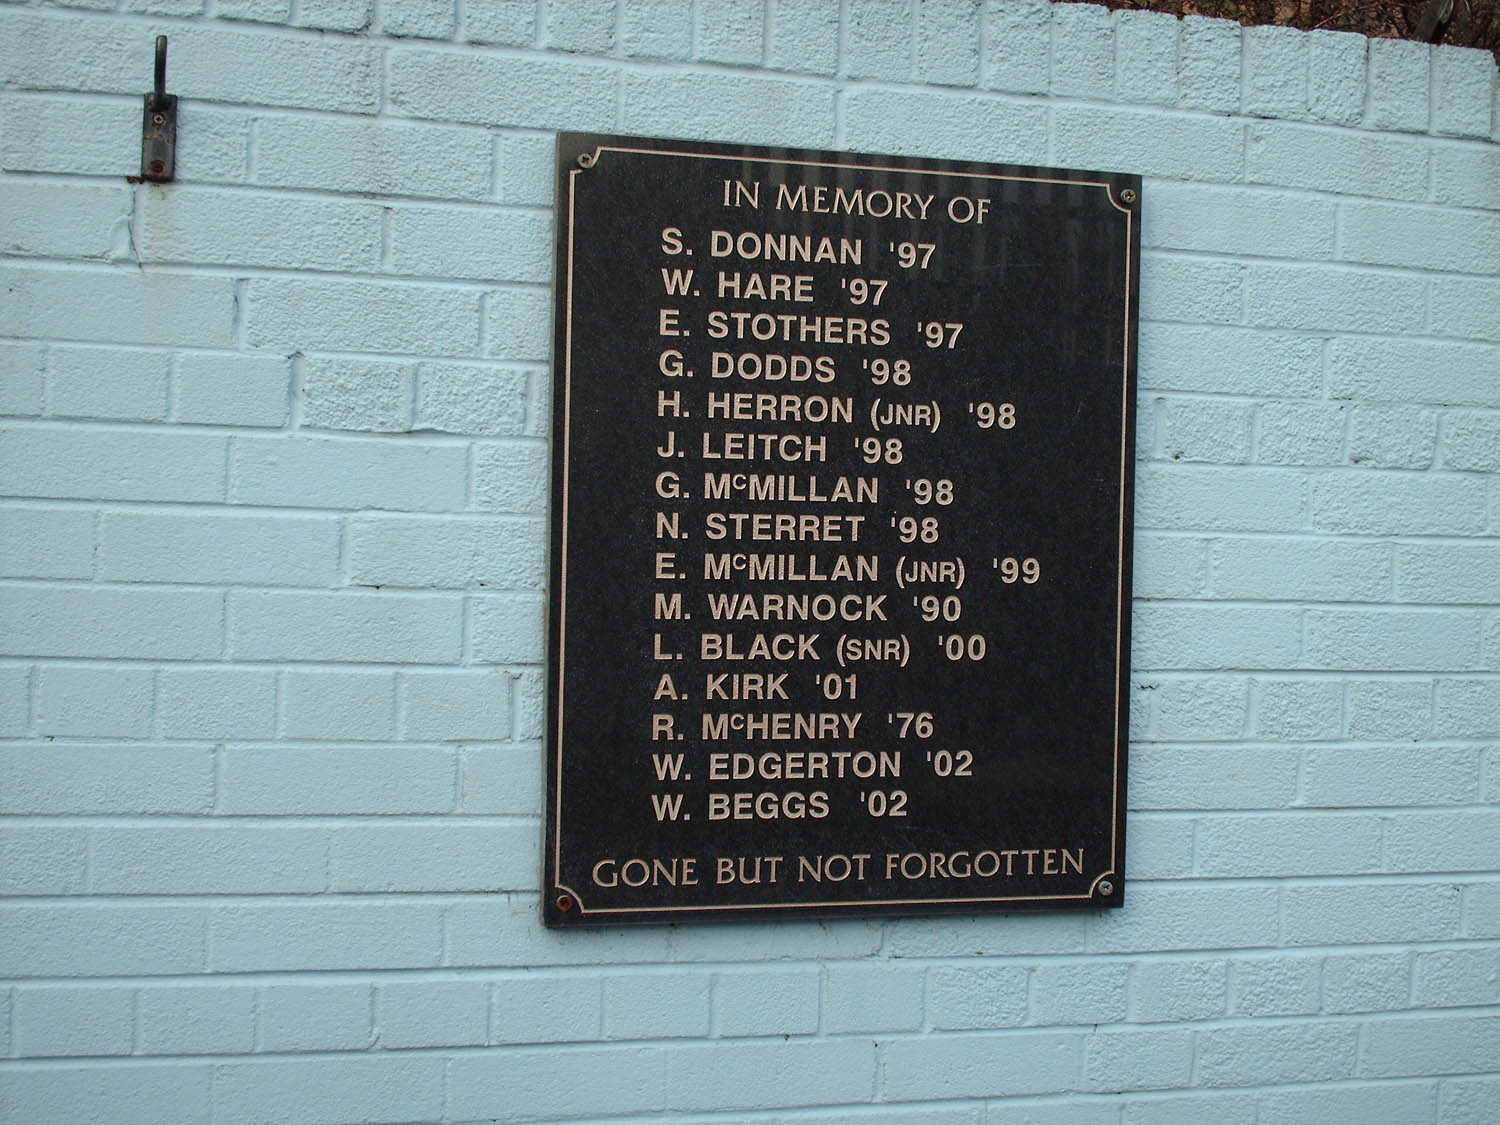 IN MEMORY OF
S. DONNAN '97
W. HARE '97
E. STOTHERS '97
G. DODDS '98
H. HERRON (JNR) '98
J. LEITCH '98
G. McMILLAN '98
N. STERRET '98
E. McMILLAN (JNR) '99
M. WARNOCK '90
L. BLACK (SNR) '00
A. KIRK '01
R. McHENRY '76
W. EDGERTON '02
W. BEGGS '02
GONE BUT NOT FORGOTTEN